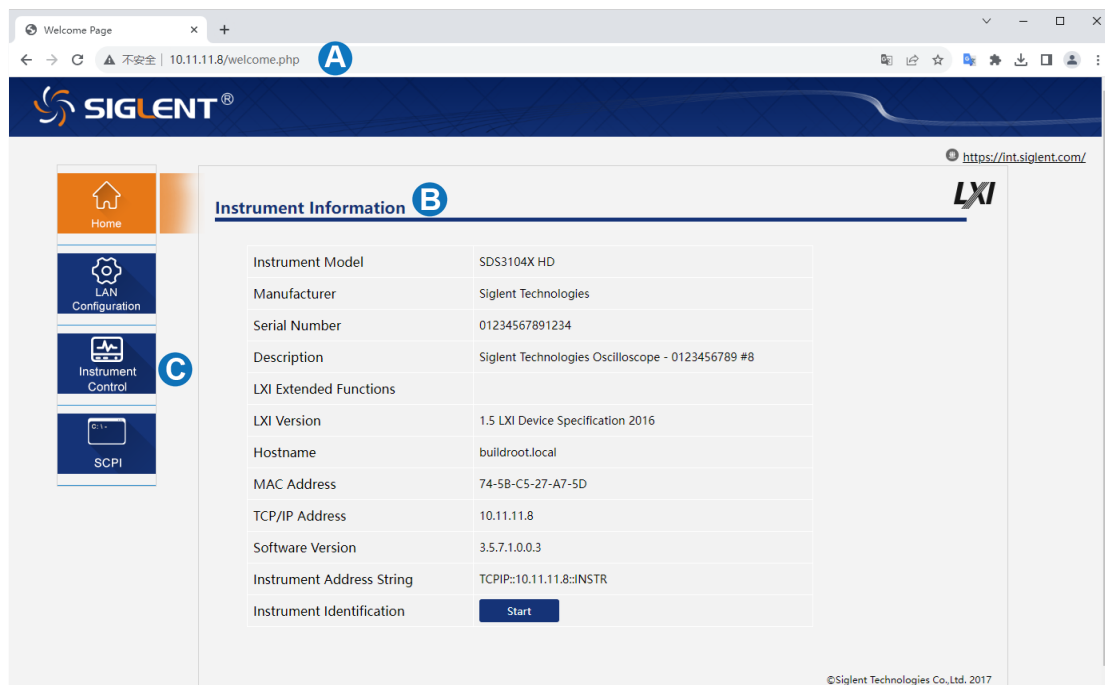 Welcome Page
不安全 | 10.11.11.8/welcome.php
A
SIGLENT®
https://int.siglent.com/
Home
LAN
Configuration
Instrument
Control
C
C:\-
SCPI
Instrument Information
B
LXI
Instrument Model SDS3104X HD
Manufacturer Siglent Technologies
Serial Number 01234567891234
Description Siglent Technologies Oscilloscope - 0123456789 #8
LXI Extended Functions
LXI Version 1.5 LXI Device Specification 2016
Hostname buildroot.local
MAC Address 74-5B-C5-27-A7-5D
TCP/IP Address 10.11.11.8
Software Version 3.5.7.1.0.0.3
Instrument Address String TCPIP::10.11.11.8::INSTR
Instrument Identification Start
©Siglent Technologies Co.,Ltd. 2017